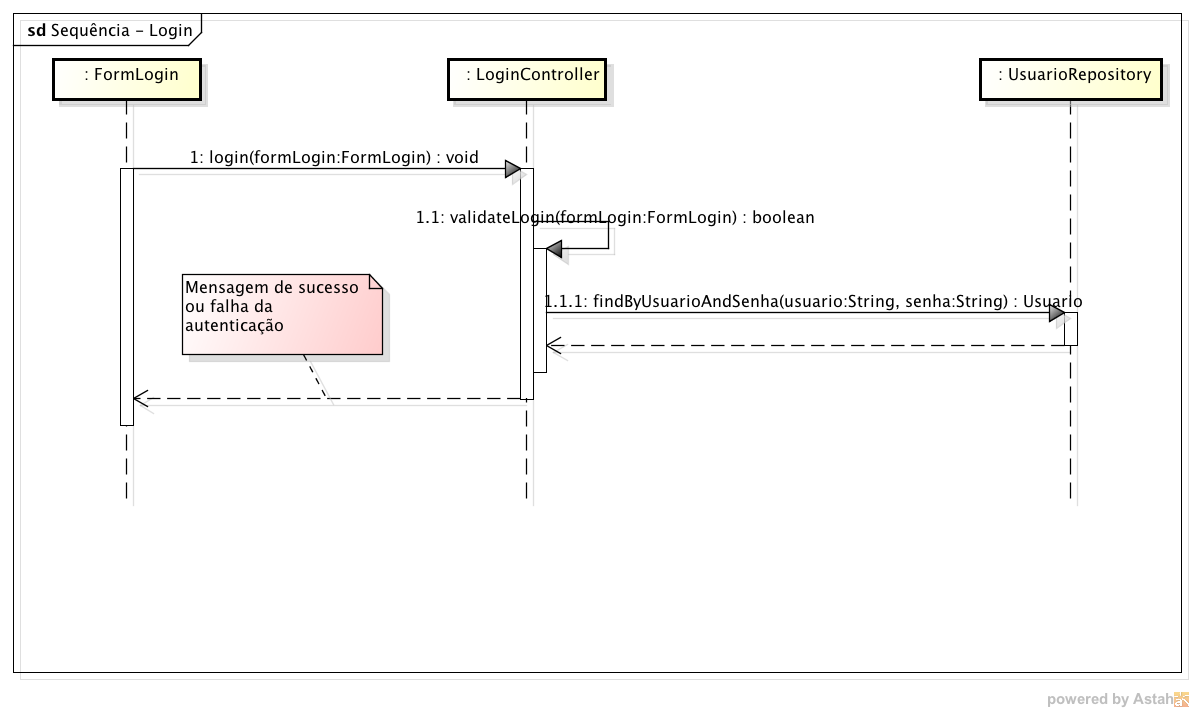 sd Sequência – Login
: FormLogin
: LoginController
: UsuarioRepository
1: login(formLogin:FormLogin) : void
1.1: validateLogin(formLogin:FormLogin) : boolean
Mensagem de sucesso
ou falha da
autenticação
1.1.1: findByUsuarioAndSenha(usuario:String, senha:String) : Usuario
powered by Astah